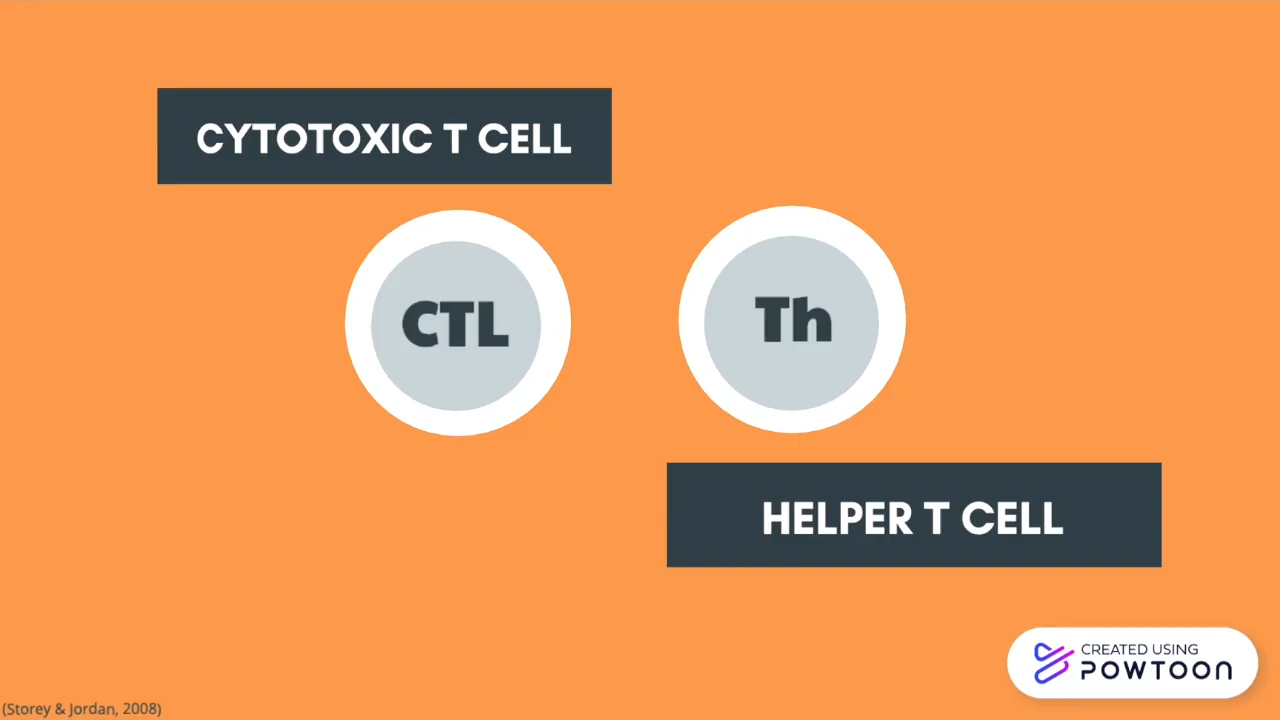 CYTOTOXIC T CELL
CTL
Th
HELPER T CELL
CREATED USING
POWTOON
(Storey & Jordan, 2008)